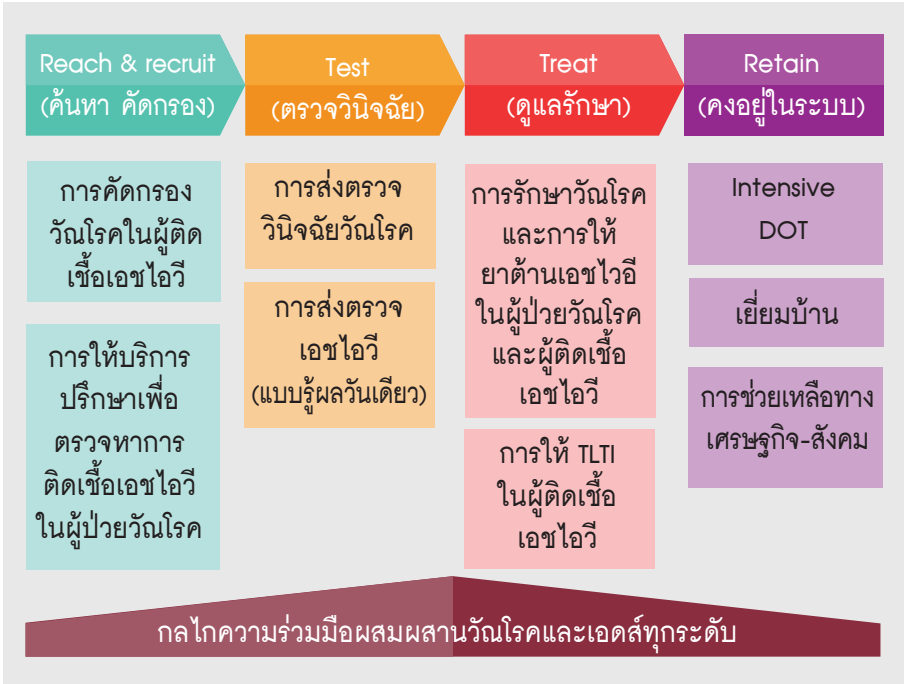 Reach & recruit
(ค้นหา คัดกรอง)
Test
(ตรวจวินิจฉัย)
Treat
(ดูแลรักษา)
Retain
(คงอยู่ในระบบ)
การคัดกรอง
วัณโรคในผู้ติด
เชื้อเอชไอวี
การให้บริการ
ปรึกษาเพื่อ
ตรวจหาการ
ติดเชื้อเอชไอวี
ในผู้ป่วยวัณโรค
การส่งตรวจ
วินิจฉัยวัณโรค
การส่งตรวจ
เอชไอวี
(แบบรู้ผลวันเดียว)
การรักษาวัณโรค
และการให้
ยาต้านเอชไวอี
ในผู้ป่วยวัณโรค
และผู้ติดเชื้อ
เอชไอวี
การให้ TLTI
ในผู้ติดเชื้อ
เอชไอวี
Intensive
DOT
เยี่ยมบ้าน
การช่วยเหลือทาง
เศรษฐกิจ-สังคม
กลไกความร่วมมือผสมผสานวัณโรคและเอดส์ทุกระดับ